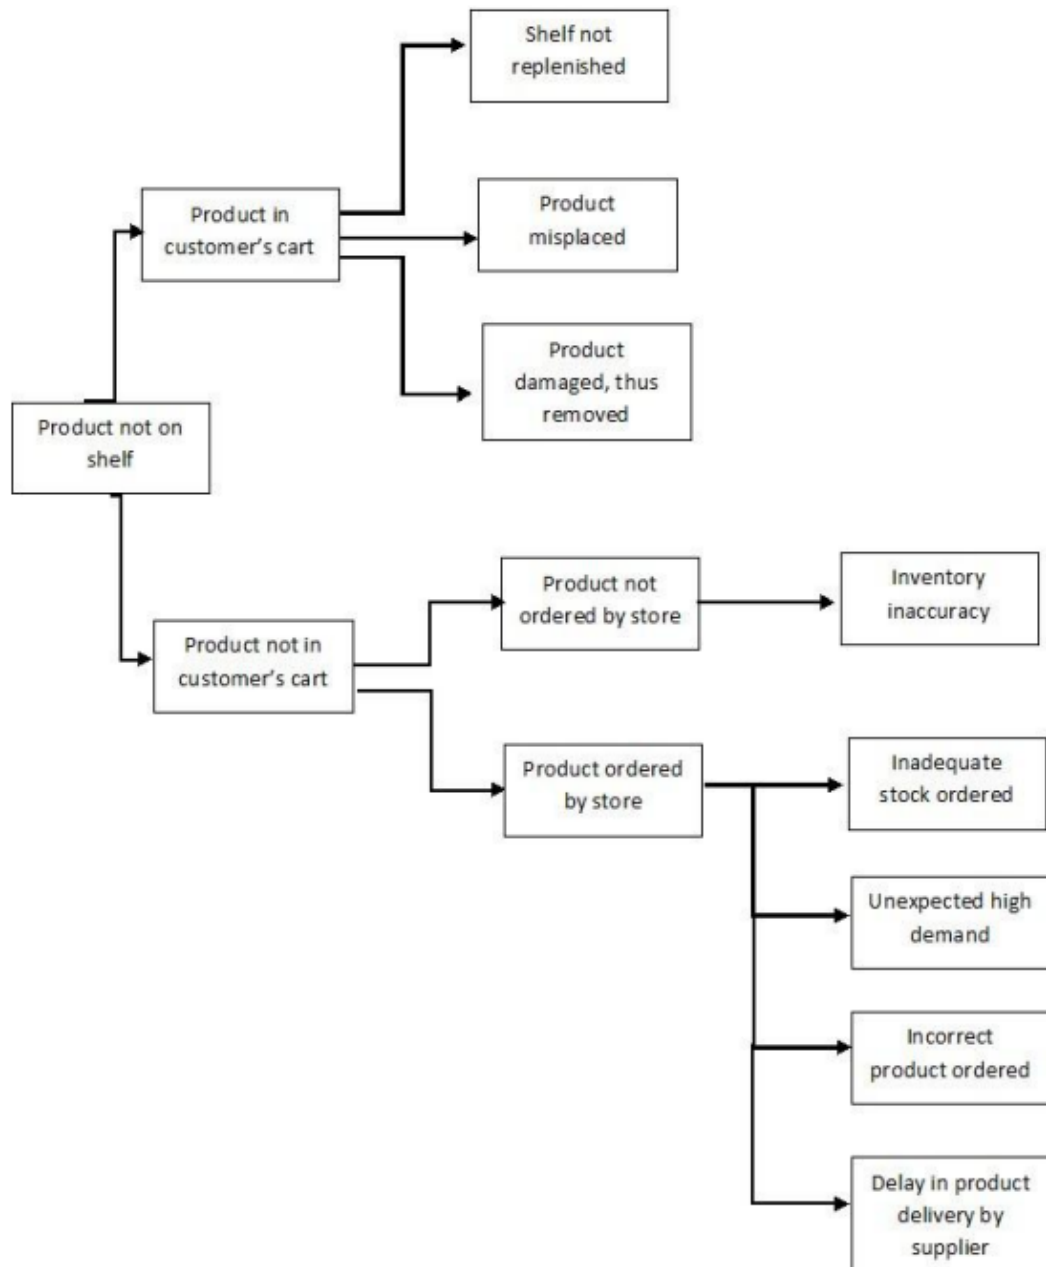 Shelf not
replenished
Product in
customer's cart
Product
misplaced
Product
damaged, thus
removed
Product not on
shelf
Product not in
customer's cart
Product not
ordered by store
Inventory
inaccuracy
Product ordered
by store
Inadequate
stock ordered
Unexpected high
demand
Incorrect
product ordered
Delay in product
delivery by
supplier